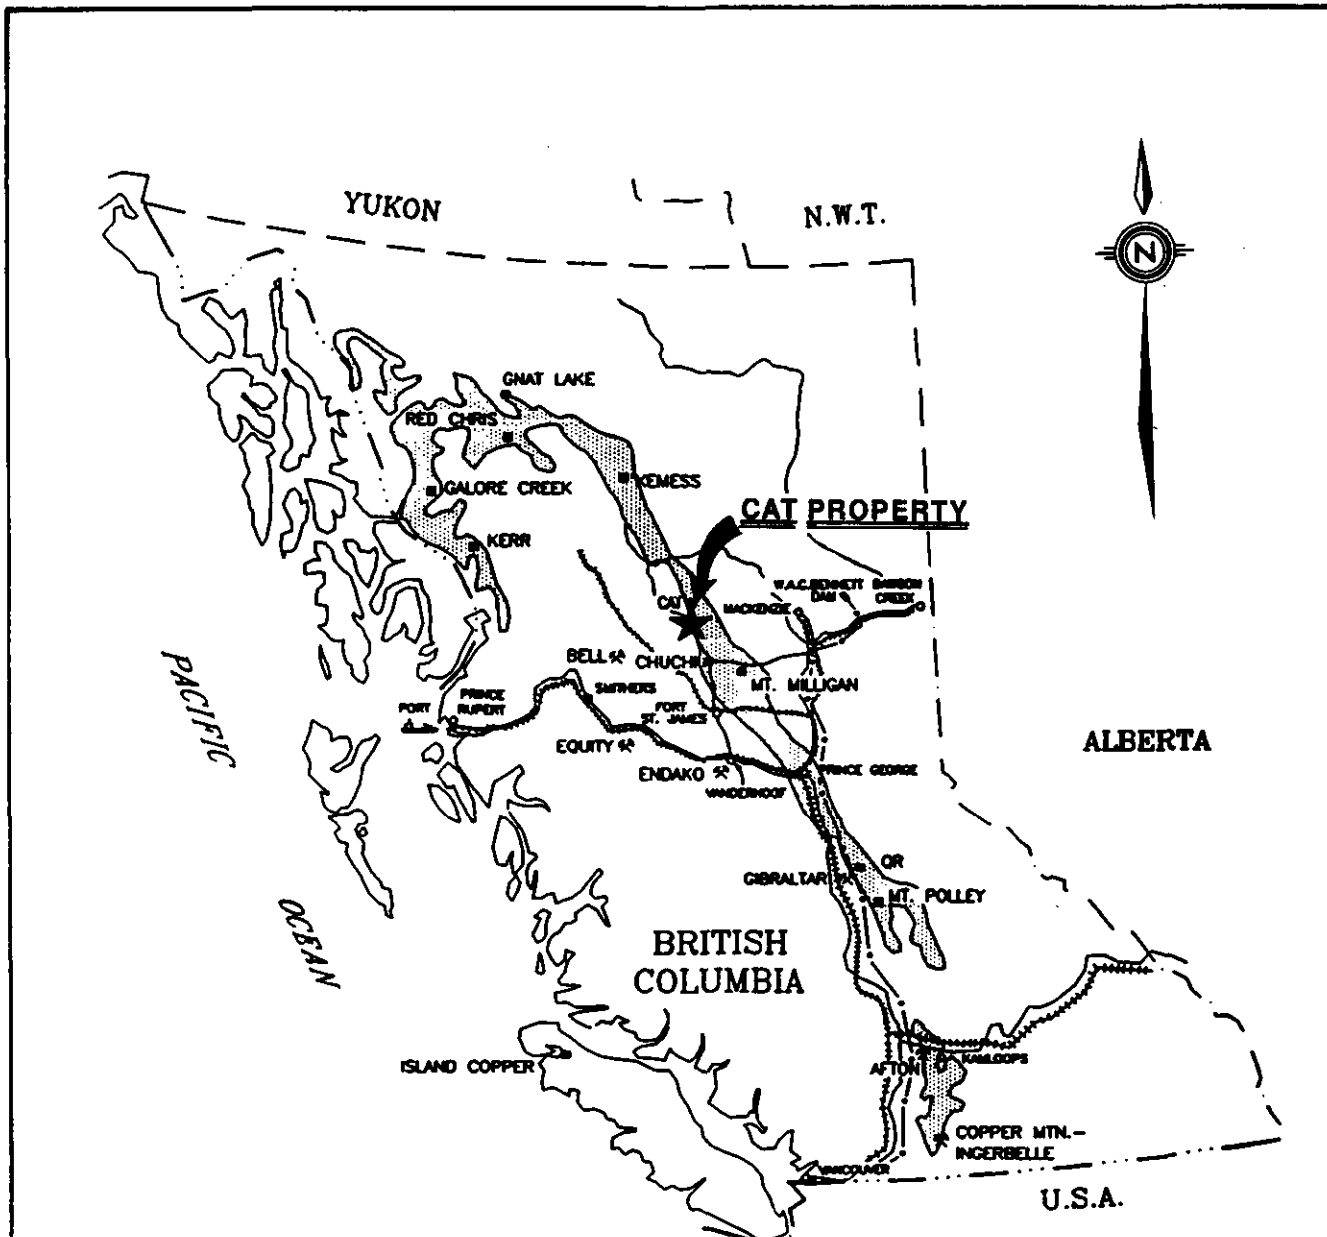 YUKON
N.W.T.
N
GNAT LAKE
RED CHRIS
KEMESS
GALORE CREEK
CAT PROPERTY
KERR
W.A.C.BENNETT
DAM
DAWSON
CREEK
CAT
MACKENZIE
BELL
CHUCHI
MT. MILLIGAN
SMITHERS
PORT
PRINCE
RUPERT
FORT
ST. JAMES
PACIFIC
EQUITY
ALBERTA
ENDAKO
PRINCE GEORGE
VANDERHOOF
QR
GIBRALTAR
MT. POLLEY
OCEAN
BRITISH
COLUMBIA
ISLAND COPPER
AFTON
KAMLOOPS
COPPER MTN.-
INGERBELLE
VANCOUVER
U.S.A.